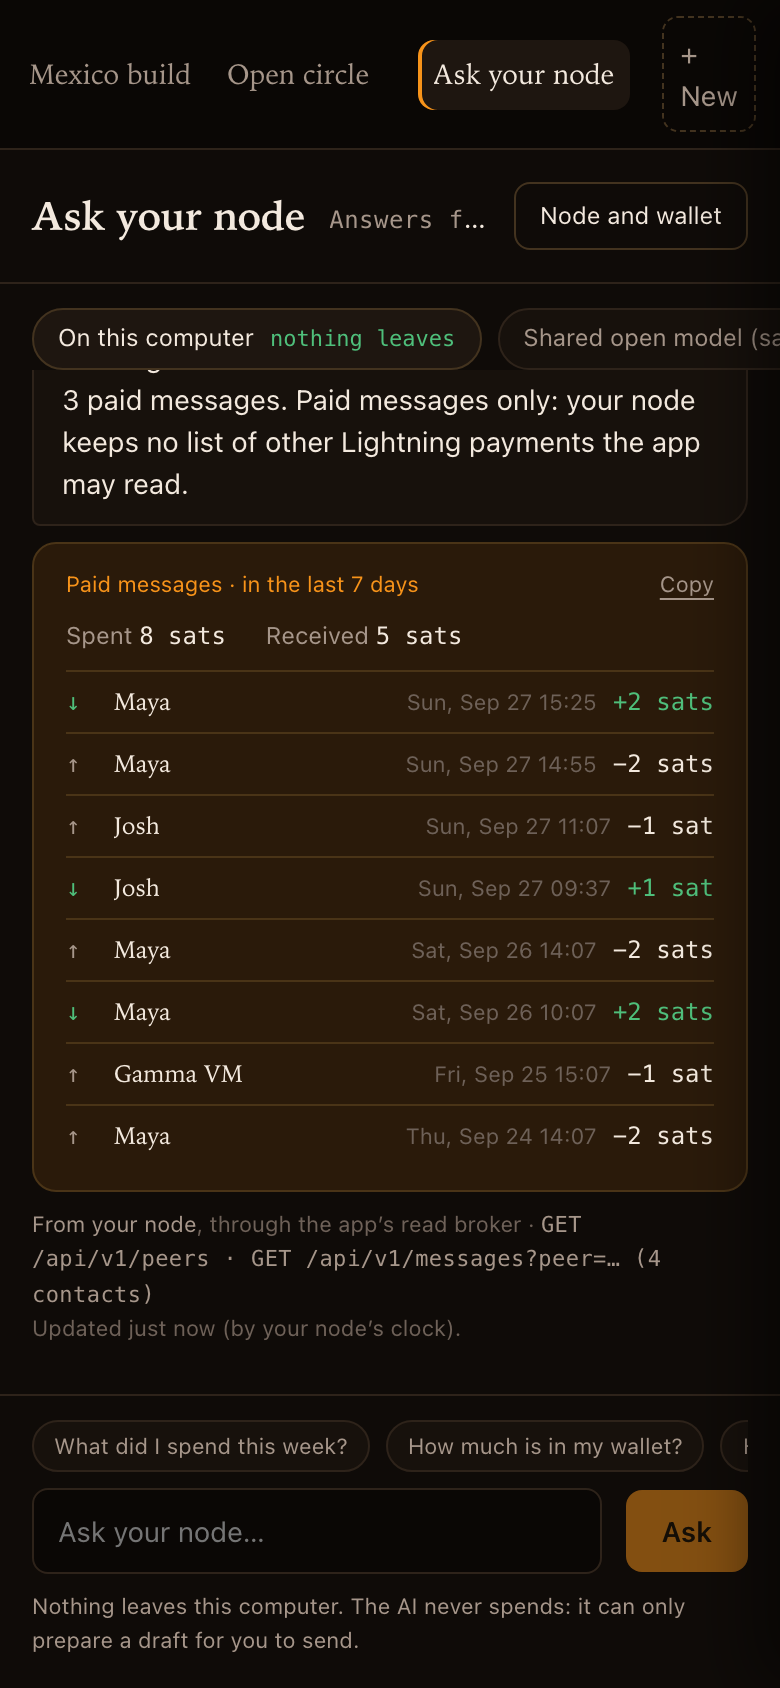 Mexico build
Open circle
Ask your node
+
New
Ask your node
Answers f…
Node and wallet
On this computer nothing leaves
Shared open model (sa
3 paid messages. Paid messages only: your node
keeps no list of other Lightning payments the app
may read.
Paid messages · in the last 7 days
Copy
Spent 8 sats Received 5 sats
↓ Maya Sun, Sep 27 15:25 +2 sats
↑ Maya Sun, Sep 27 14:55 −2 sats
↑ Josh Sun, Sep 27 11:07 −1 sat
↓ Josh Sun, Sep 27 09:37 +1 sat
↑ Maya Sat, Sep 26 14:07 −2 sats
↓ Maya Sat, Sep 26 10:07 +2 sats
↑ Gamma VM Fri, Sep 25 15:07 −1 sat
↑ Maya Thu, Sep 24 14:07 −2 sats
From your node, through the app’s read broker · GET
/api/v1/peers · GET /api/v1/messages?peer=… (4
contacts)
Updated just now (by your node’s clock).
What did I spend this week?
How much is in my wallet?
Ask your node…
Ask
Nothing leaves this computer. The AI never spends: it can only
prepare a draft for you to send.